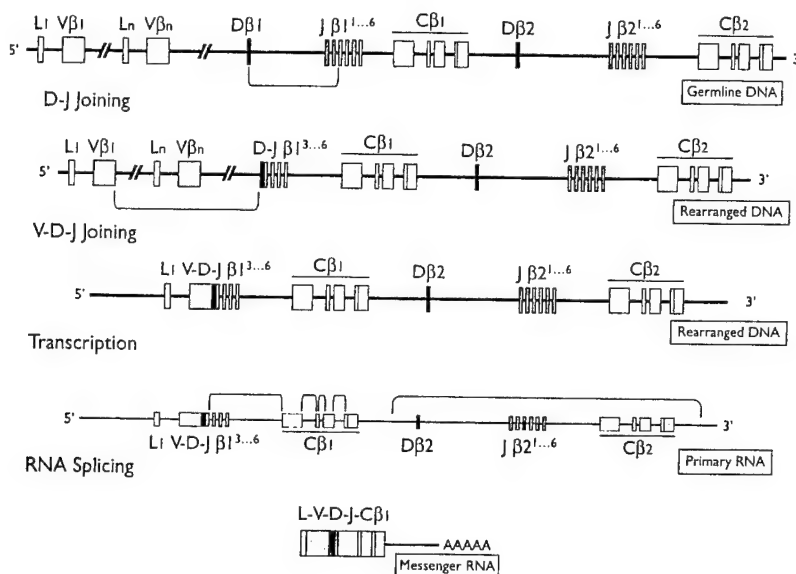 L1 Vβ1 Ln Vβn Dβ1 J β1 1...6 Cβ1 Dβ2 J β2 1...6 Cβ2
5' 3'
D-J Joining Germline DNA
L1 Vβ1 Ln Vβn D-J β1 3...6 Cβ1 Dβ2 J β2 1...6 Cβ2
5' 3'
V-D-J Joining Rearranged DNA
L1 V-D-J β1 3...6 Cβ1 Dβ2 J β2 1...6 Cβ2
5' 3'
Transcription Rearranged DNA
5' 3'
L1 V-D-J β1 3...6 Cβ1 Dβ2 J β2 1...6 Cβ2
RNA Splicing Primary RNA
L-V-D-J-Cβ1
AAAAA
Messenger RNA